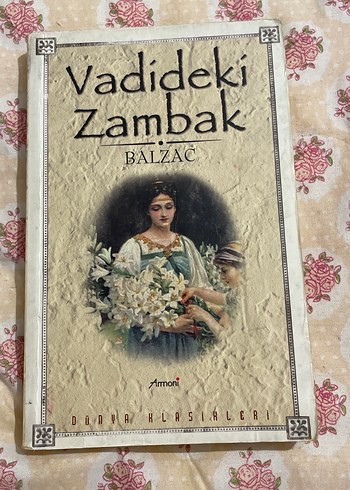 Vadideki
Zambak
BALZAC
Armoni
DÜNYA KLASİKLERİ